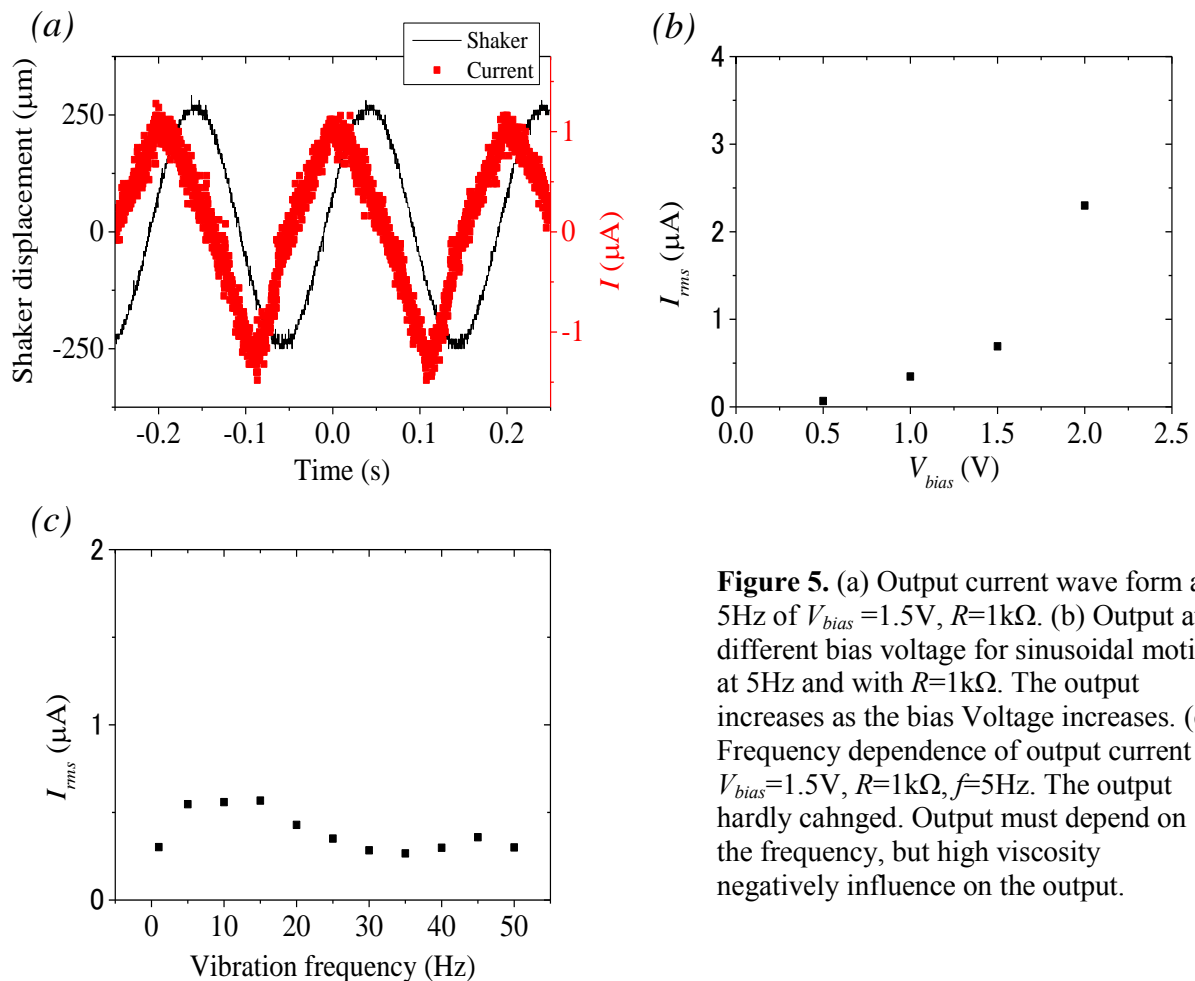 (a)
Shaker
Current
Shaker displacement (μm)
250
0
-250
1
0
-1
I (μA)
-0.2 -0.1 0.0 0.1 0.2
Time (s)
(b)
I_rms (μA)
4
3
2
1
0
0.0 0.5 1.0 1.5 2.0 2.5
V_bias (V)
(c)
I_rms (μA)
2
1
0
0 10 20 30 40 50
Vibration frequency (Hz)
Figure 5. (a) Output current wave form a
5Hz of V_bias =1.5V, R=1kΩ. (b) Output a
different bias voltage for sinusoidal moti
at 5Hz and with R=1kΩ. The output
increases as the bias Voltage increases. (
Frequency dependence of output current
V_bias=1.5V, R=1kΩ, f=5Hz. The output
hardly cahnged. Output must depend on
the frequency, but high viscosity
negatively influence on the output.